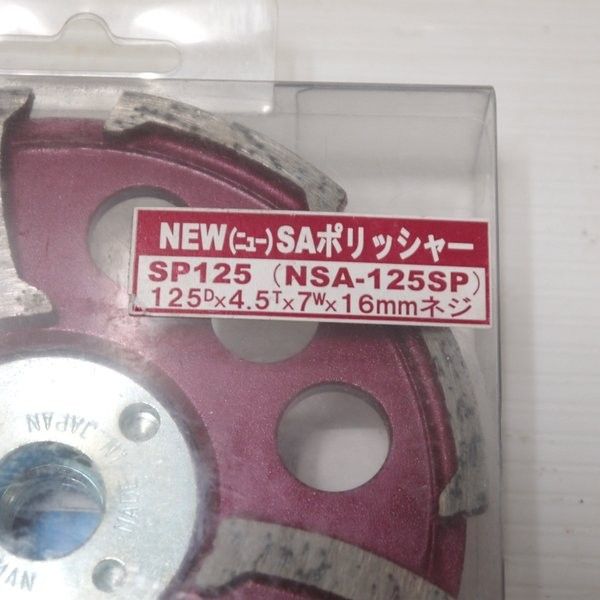 NEW(ニュー)SAポリッシャー
SP125 (NSA-125SP)
125ᴰ×4.5ᵀ×7ᵂ×16mmネジ
MADE IN JAPAN